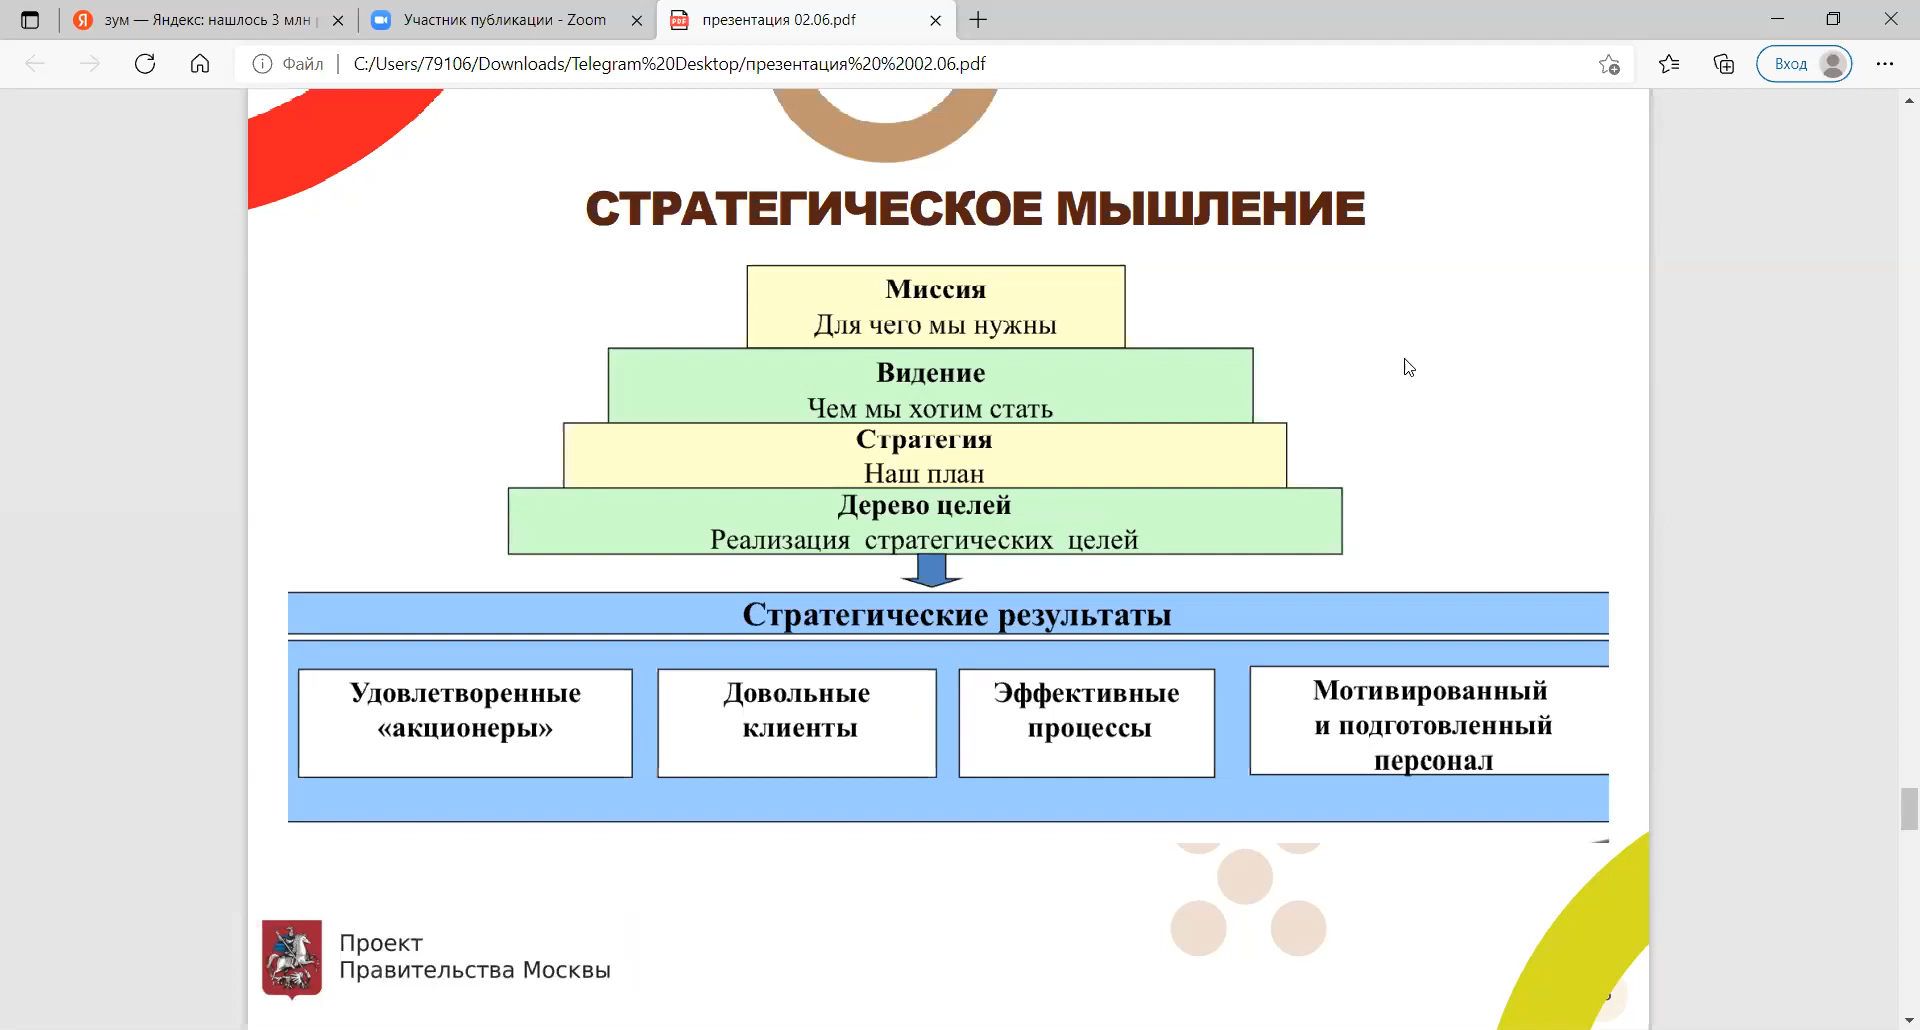 зум — Яндекс: нашлось 3 млн
Участник публикации - Zoom
PDF
презентация 02.06.pdf
Файл
C:/Users/79106/Downloads/Telegram%20Desktop/презентация%20%2002.06.pdf
Вход
СТРАТЕГИЧЕСКОЕ МЫШЛЕНИЕ
Миссия
Для чего мы нужны
Видение
Чем мы хотим стать
Стратегия
Наш план
Дерево целей
Реализация стратегических целей
Стратегические результаты
Удовлетворенные
«акционеры»
Довольные
клиенты
Эффективные
процессы
Мотивированный
и подготовленный
персонал
Проект
Правительства Москвы